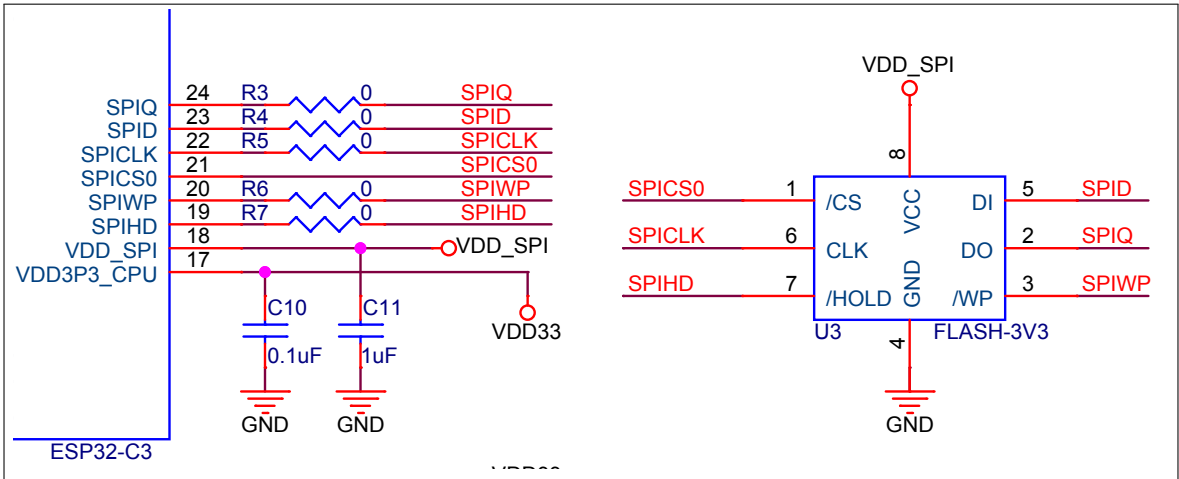 SPIQ 24 R3 0 SPIQ
SPID 23 R4 0 SPID
SPICLK 22 R5 0 SPICLK
SPICS0 21 SPICS0
SPIWP 20 R6 0 SPIWP
SPIHD 19 R7 0 SPIHD
VDD_SPI 18 VDD_SPI
VDD3P3_CPU 17
VDD33
C10 C11
0.1uF 1uF
GND GND
ESP32-C3
VDD_SPI
8
SPICS0 1 /CS VCC DI 5 SPID
SPICLK 6 CLK DO 2 SPIQ
SPIHD 7 /HOLD GND /WP 3 SPIWP
U3 FLASH-3V3
4
GND